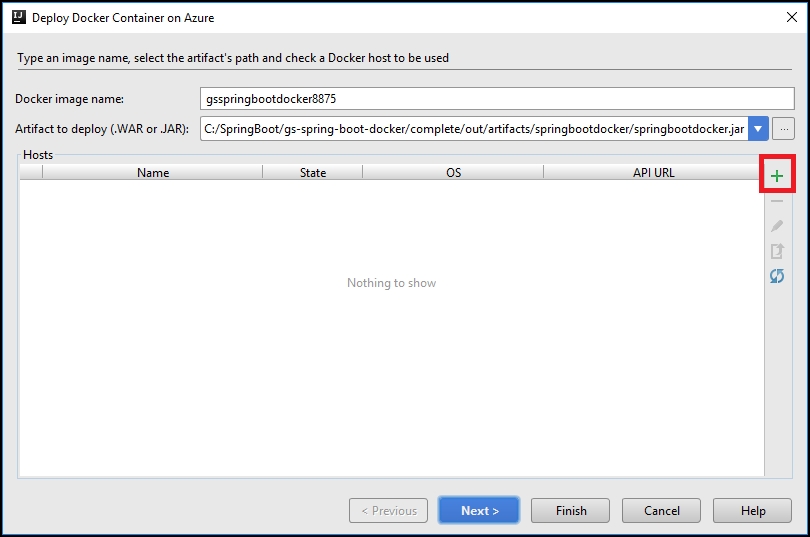 Deploy Docker Container on Azure
Type an image name, select the artifact's path and check a Docker host to be used
Docker image name: gsspringbootdocker8875
Artifact to deploy (.WAR or JAR): C:/SpringBoot/gs-spring-boot-docker/complete/out/artifacts/springbootdocker/springbootdocker.jar ...
Hosts
Name State OS API URL
Nothing to show
< Previous Next > Finish Cancel Help